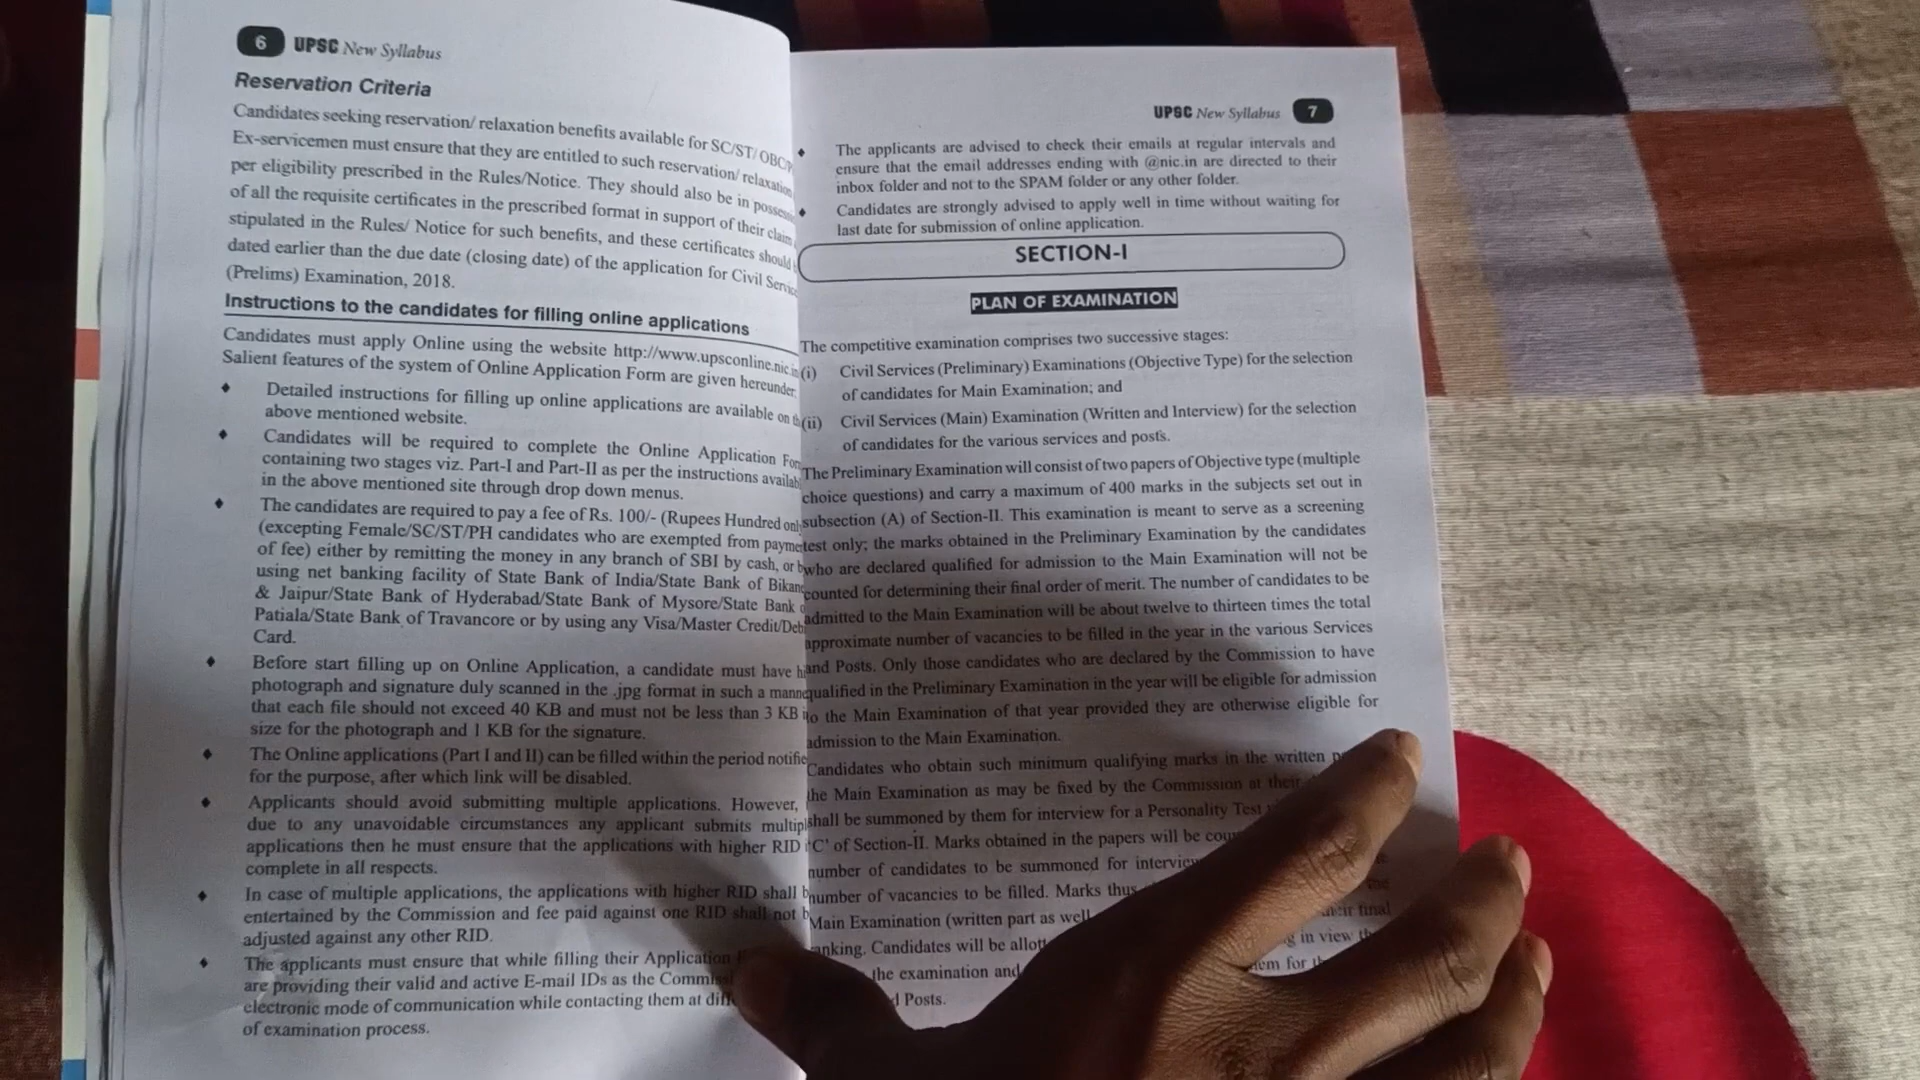 6 UPSC New Syllabus
Reservation Criteria
Candidates seeking reservation/ relaxation benefits available for SC/ST/ OBC/
Ex-servicemen must ensure that they are entitled to such reservation/ relaxation
per eligibility prescribed in the Rules/Notice. They should also be in
of all the requisite certificates in the prescribed format in support of their claim
stipulated in the Rules/ Notice for such benefits, and these certificates should
dated earlier than the due date (closing date) of the application for Civil
(Prelims) Examination, 2018.
Instructions to the candidates for filling online applications
Candidates must apply Online using the website http://www.upsconline.nic.in
Salient features of the system of Online Application Form are given hereunder:
♦ Detailed instructions for filling up online applications are available on
above mentioned website.
♦ Candidates will be required to complete the Online Application
containing two stages viz. Part-I and Part-II as per the instructions
in the above mentioned site through drop down menus.
♦ The candidates are required to pay a fee of Rs. 100/- (Rupees Hundred only
(excepting Female/SC/ST/PH candidates who are exempted from
of fee) either by remitting the money in any branch of SBI by cash, or
using net banking facility of State Bank of India/State Bank of
& Jaipur/State Bank of Hyderabad/State Bank of Mysore/State Bank
Patiala/State Bank of Travancore or by using any Visa/Master Credit/
Card.
♦ Before start filling up on Online Application, a candidate must have
photograph and signature duly scanned in the .jpg format in such a
that each file should not exceed 40 KB and must not be less than 3 KB
size for the photograph and 1 KB for the signature.
♦ The Online applications (Part I and II) can be filled within the period
for the purpose, after which link will be disabled.
♦ Applicants should avoid submitting multiple applications. However,
due to any unavoidable circumstances any applicant submits
applications then he must ensure that the applications with higher RID
complete in all respects.
♦ In case of multiple applications, the applications with higher RID shall
entertained by the Commission and fee paid against one RID shall not
adjusted against any other RID.
♦ The applicants must ensure that while filling their Application
are providing their valid and active E-mail IDs as the
electronic mode of communication while contacting them at
of examination process.
UPSC New Syllabus 7
♦ The applicants are advised to check their emails at regular intervals and
ensure that the email addresses ending with @nic.in are directed to their
inbox folder and not to the SPAM folder or any other folder.
♦ Candidates are strongly advised to apply well in time without waiting for
last date for submission of online application.
SECTION-I
PLAN OF EXAMINATION
The competitive examination comprises two successive stages:
(i) Civil Services (Preliminary) Examinations (Objective Type) for the selection
of candidates for Main Examination; and
(ii) Civil Services (Main) Examination (Written and Interview) for the selection
of candidates for the various services and posts.
The Preliminary Examination will consist of two papers of Objective type (multiple
choice questions) and carry a maximum of 400 marks in the subjects set out in
subsection (A) of Section-II. This examination is meant to serve as a screening
test only; the marks obtained in the Preliminary Examination by the candidates
who are declared qualified for admission to the Main Examination will not be
counted for determining their final order of merit. The number of candidates to be
admitted to the Main Examination will be about twelve to thirteen times the total
approximate number of vacancies to be filled in the year in the various Services
and Posts. Only those candidates who are declared by the Commission to have
qualified in the Preliminary Examination in the year will be eligible for admission
to the Main Examination of that year provided they are otherwise eligible for
admission to the Main Examination.
Candidates who obtain such minimum qualifying marks in the written
the Main Examination as may be fixed by the Commission at their
shall be summoned by them for interview for a Personality Test
'C' of Section-II. Marks obtained in the papers will be
number of candidates to be summoned for interview
number of vacancies to be filled. Marks thus
Main Examination (written part as well final
Candidates will be in view
the examination and for
Posts.